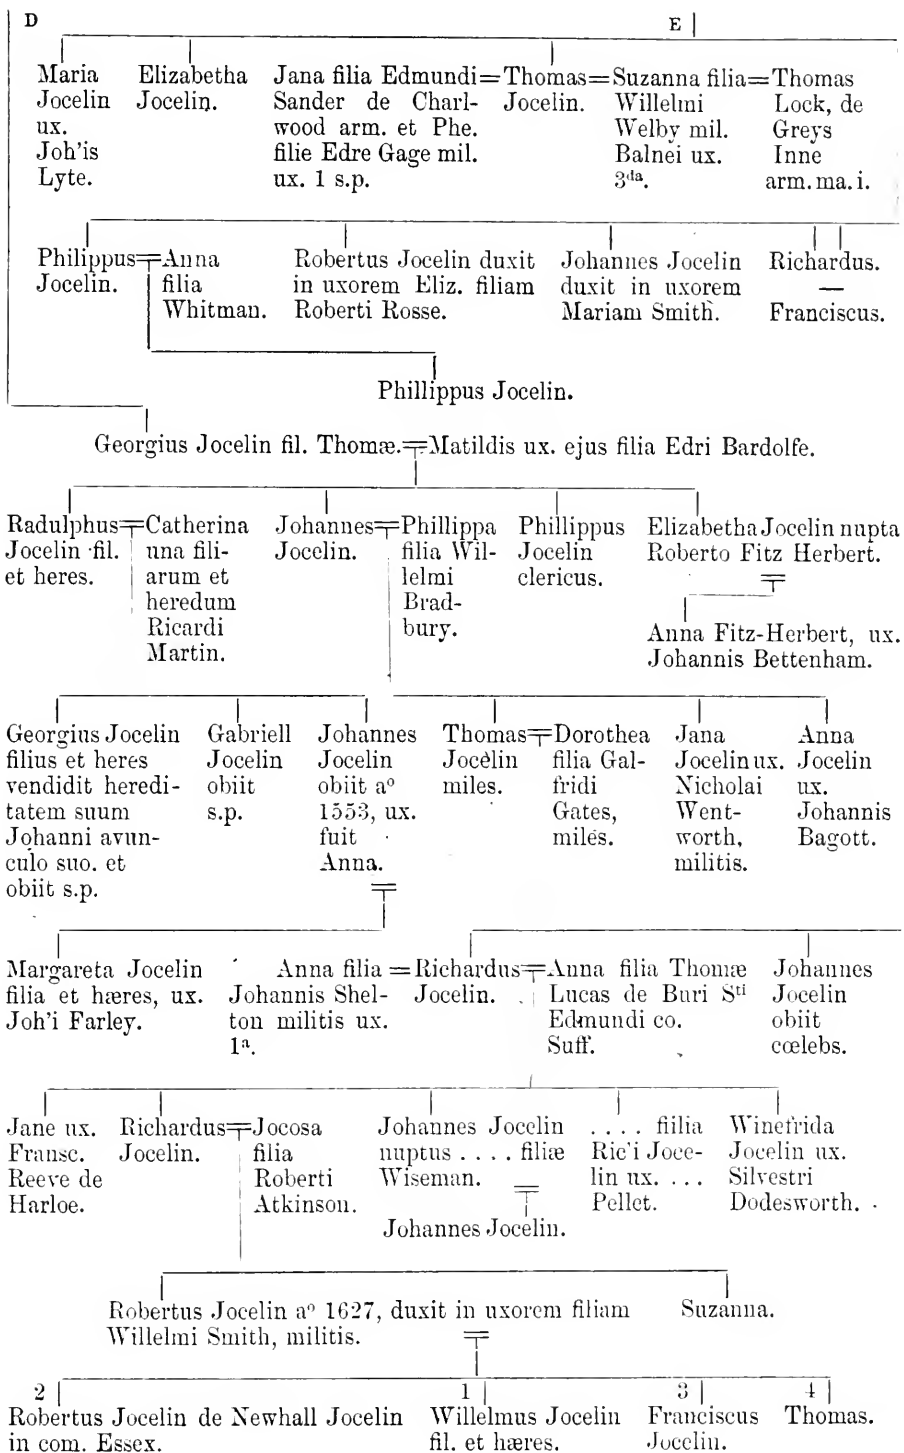 D
E
Maria
Jocelin
ux.
Joh'is
Lyte.
Elizabetha
Jocelin.
Jana filia Edmundi=Thomas=Suzanna filia=Thomas
Sander de Charl-
wood arm. et Phe.
filie Edre Gage mil.
ux. 1 s.p.
Jocelin.
Willelmi
Welby mil.
Balnei ux.
3da.
Lock, de
Greys
Inne
arm. ma. i.
Philippus=Anna
Jocelin.
filia
Whitman.
Robertus Jocelin duxit
in uxorem Eliz. filiam
Roberti Rosse.
Johannes Jocelin
duxit in uxorem
Mariam Smith.
Richardus.
—
Franciscus.
Phillippus Jocelin.
Georgius Jocelin fil. Thomæ.=Matildis ux. ejus filia Edri Bardolfe.
Radulphus=Catherina
Jocelin fil.
et heres.
una fili-
arum et
heredum
Ricardi
Martin.
Johannes=Phillippa
Jocelin.
filia Wil-
lelmi
Brad-
bury.
Phillippus
Jocelin
clericus.
Elizabetha Jocelin nupta
Roberto Fitz Herbert.
Anna Fitz-Herbert, ux.
Johannis Bettenham.
Georgius Jocelin
filius et heres
vendidit heredi-
tatem suum
Johanni avun-
culo suo. et
obiit s.p.
Gabriell
Jocelin
obiit
s.p.
Johannes
Jocelin
obiit ao
1553, ux.
fuit
Anna.
Thomas=Dorothea
Jocelin
miles.
filia Gal-
fridi
Gates,
miles.
Jana
Jocelin ux.
Nicholai
Went-
worth,
militis.
Anna
Jocelin
ux.
Johannis
Bagott.
Margareta Jocelin
filia et hæres, ux.
Joh'i Farley.
Anna filia=Richardus=Anna filia Thomæ
Johannis Shel-
ton militis ux.
1a.
Jocelin.
Lucas de Buri Sti
Edmundi co.
Suff.
Johannes
Jocelin
obiit
cœlebs.
Jane ux.
Fransc.
Reeve de
Harloe.
Richardus=Jocosa
Jocelin.
filia
Roberti
Atkinson.
Johannes Jocelin
nuptus .... filiæ
Wiseman.
Johannes Jocelin.
.... fiilia
Ric'i Joce-
lin ux. ...
Pellet.
Winefrida
Jocelin ux.
Silvestri
Dodesworth.
Robertus Jocelin ao 1627, duxit in uxorem filiam
Willelmi Smith, militis.
Suzanna.
2
Robertus Jocelin de Newhall Jocelin
in com. Essex.
1
Willelmus Jocelin
fil. et hæres.
3
Franciscus
Jocelin.
4
Thomas.